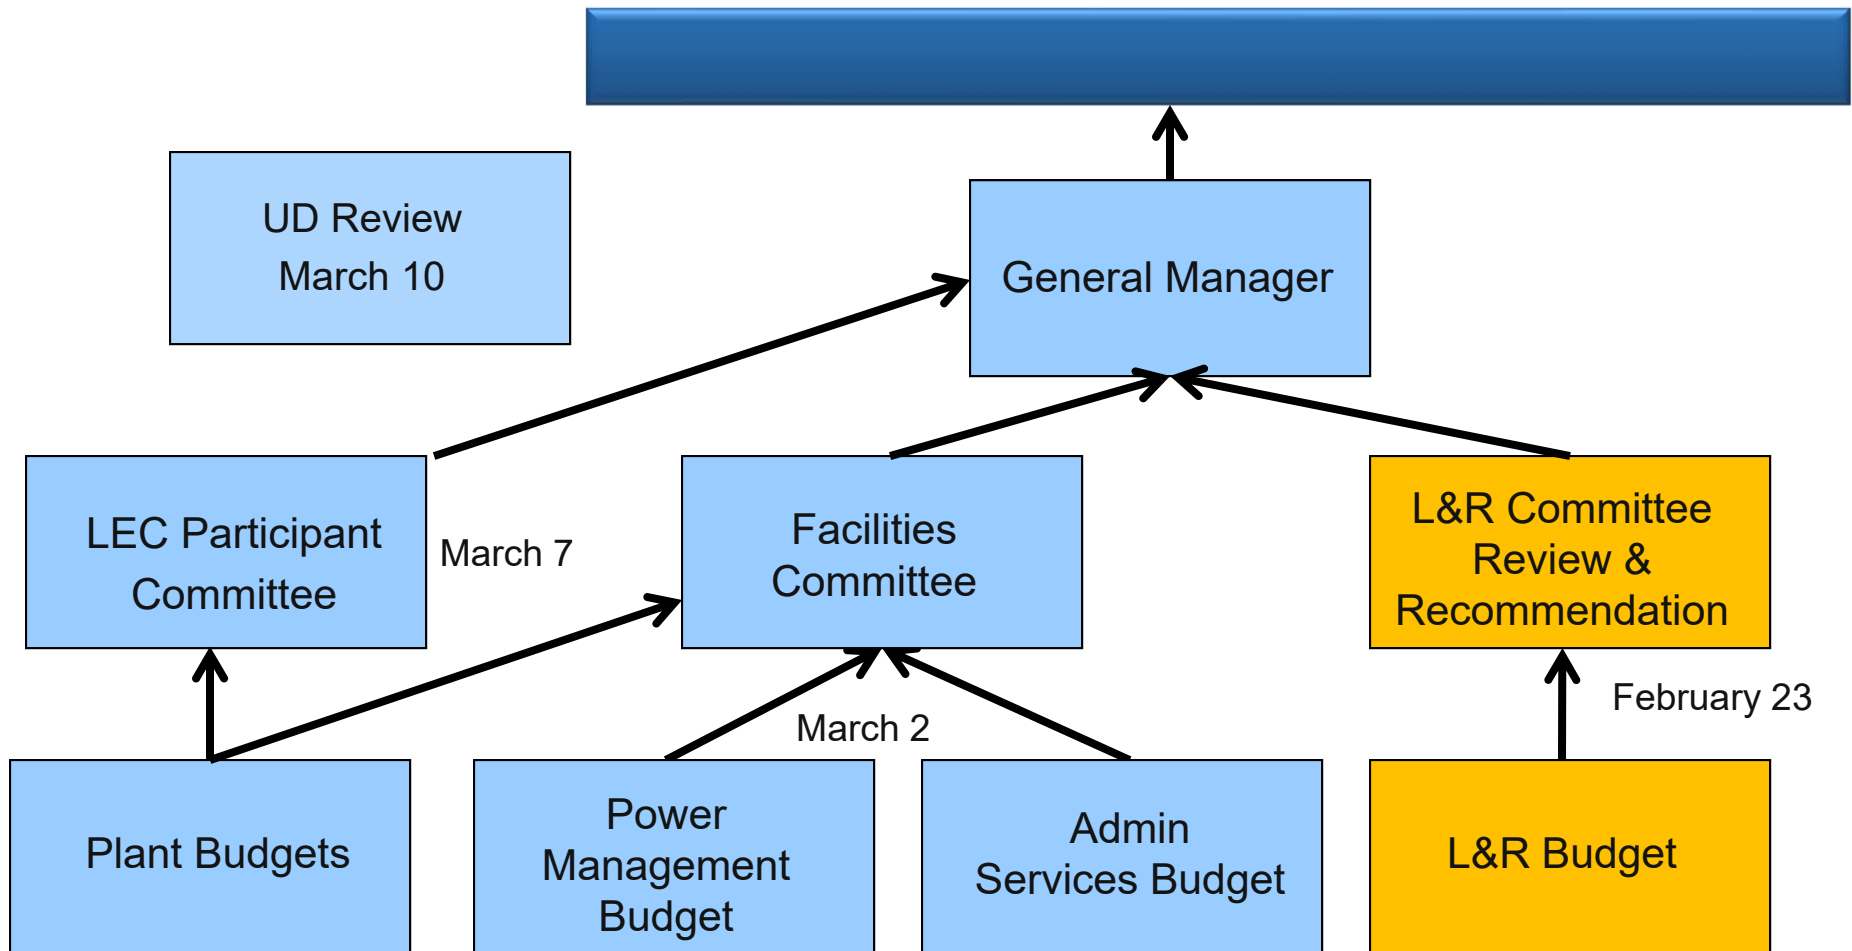 UD Review
March 10
General Manager
LEC Participant
Committee
March 7
Facilities
Committee
L&R Committee
Review &
Recommendation
March 2
February 23
Plant Budgets
Power
Management
Budget
Admin
Services Budget
L&R Budget